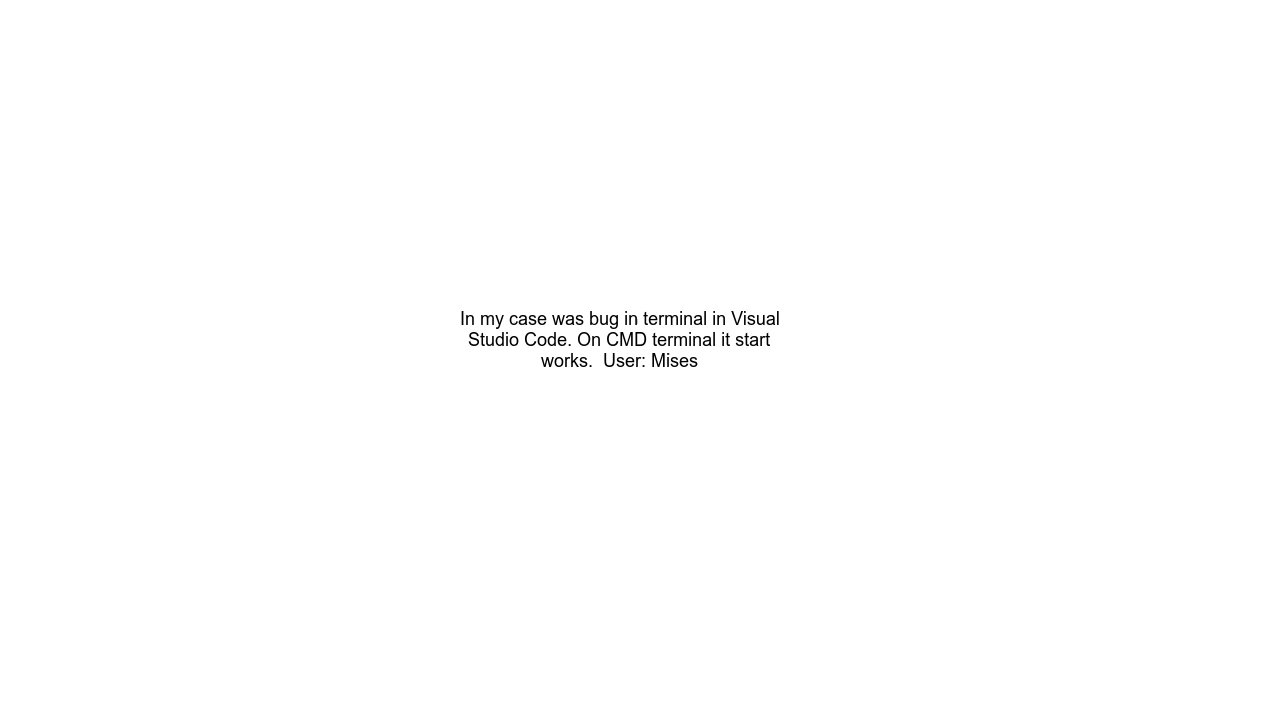 In my case was bug in terminal in Visual
Studio Code. On CMD terminal it start
works.  User: Mises